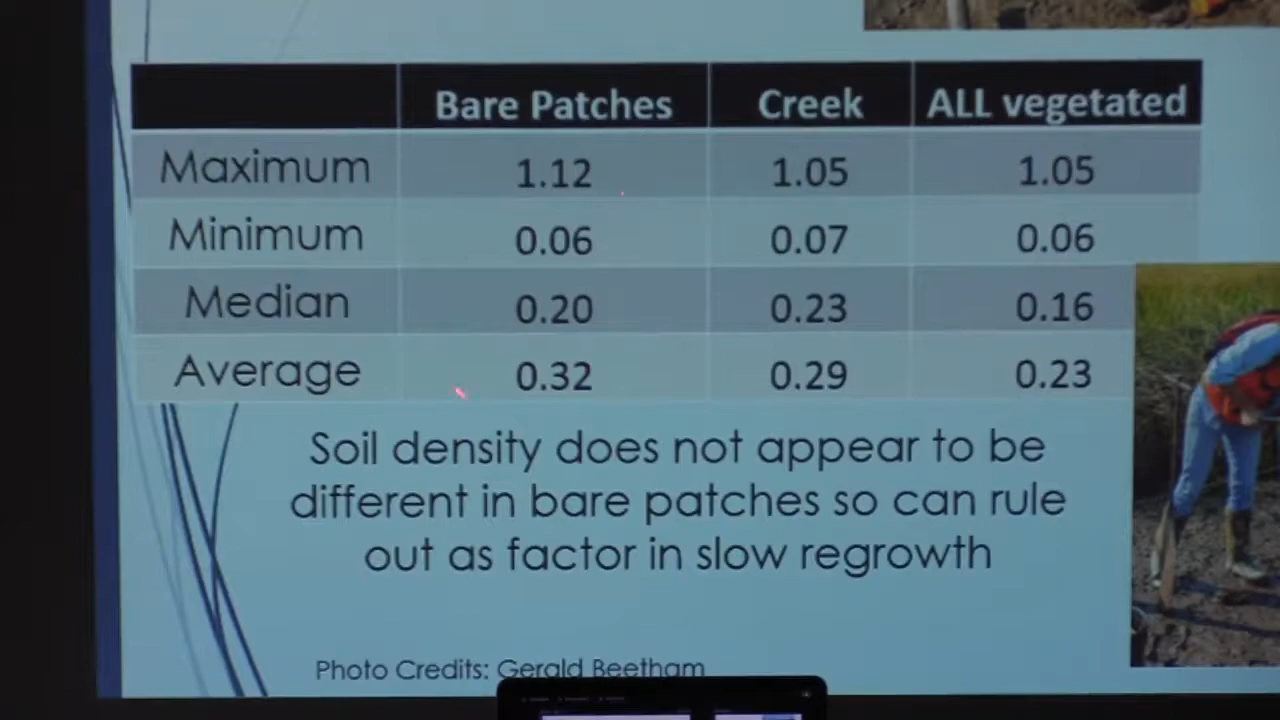 Bare Patches Creek ALL vegetated
Maximum 1.12 1.05 1.05
Minimum 0.06 0.07 0.06
Median 0.20 0.23 0.16
Average 0.32 0.29 0.23
Soil density does not appear to be
different in bare patches so can rule
out as factor in slow regrowth
Photo Credits: Gerald Beetham